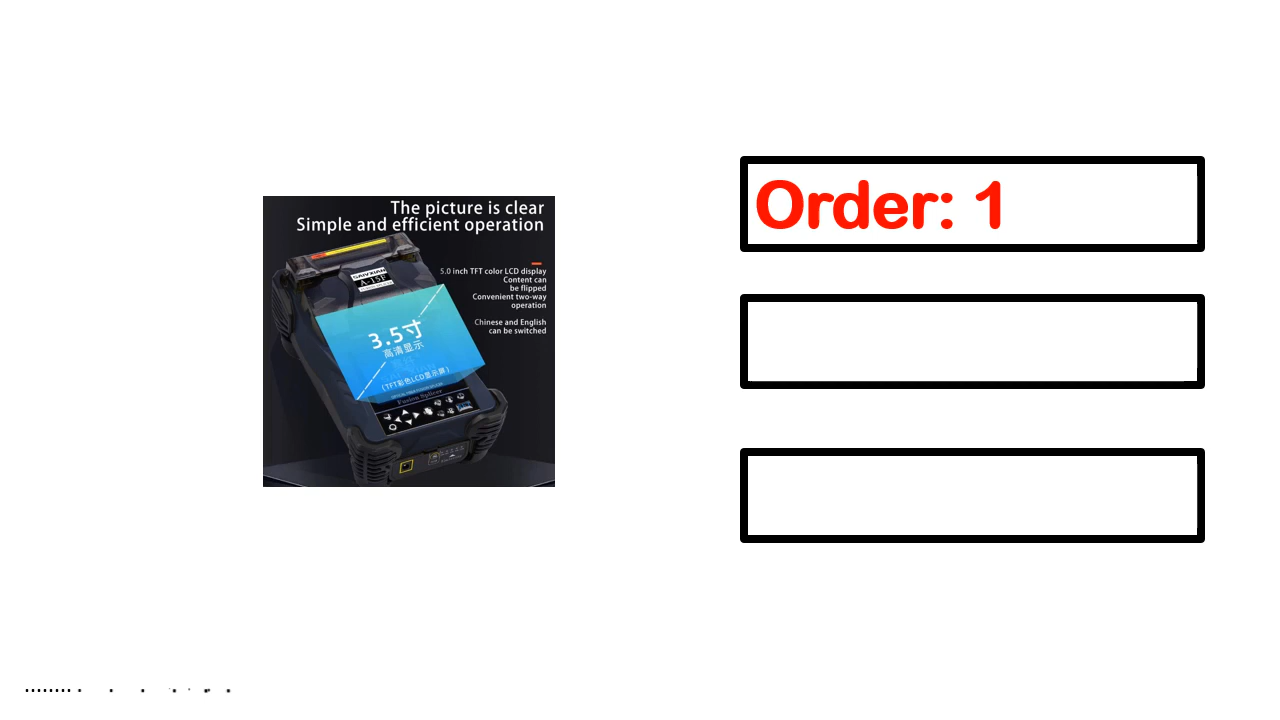 The picture is clear
Simple and efficient operation
5.0 inch TFT color LCD display
Content can
be flipped
Convenient two-way
operation
Chinese and English
can be switched
SAIVXIAN
A-15F
3.5寸
高清显示
(TFT彩色LCD显示屏)
Fusion Splicer
Order: 1